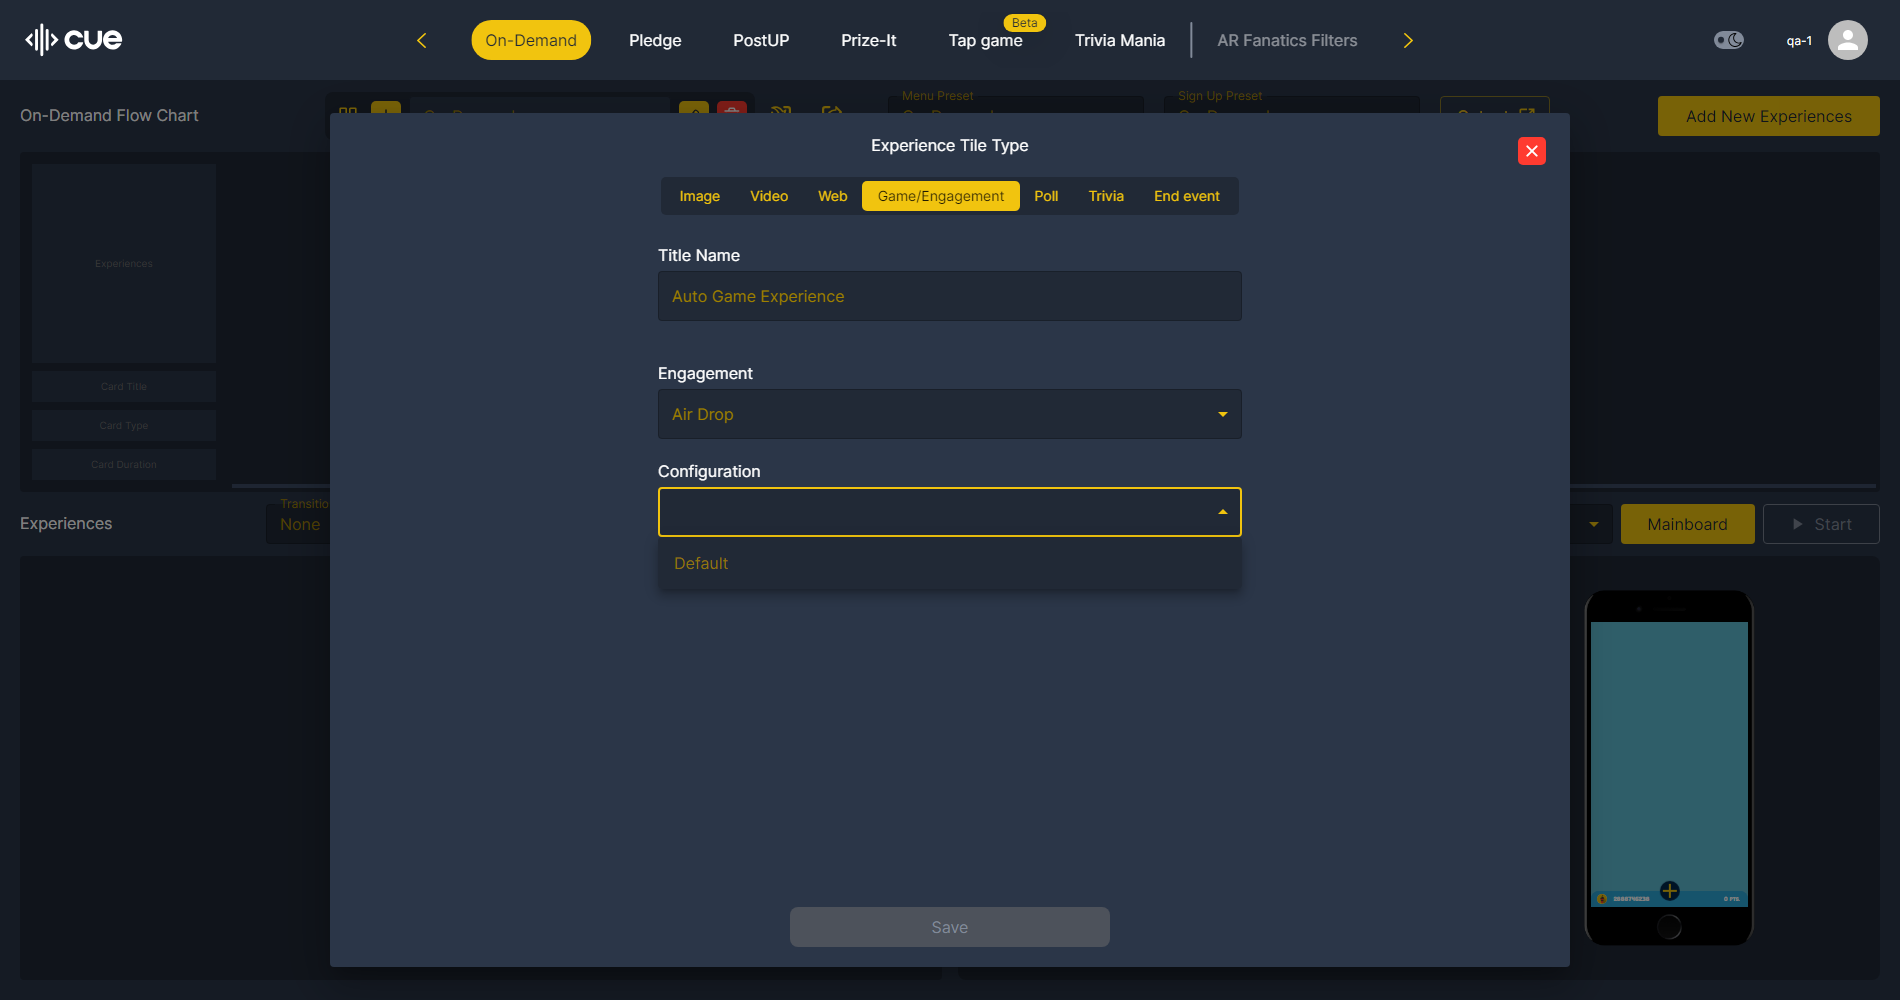 cue
On-Demand
Pledge
PostUP
Prize-It
Tap game
Beta
Trivia Mania
AR Fanatics Filters
qa-1
On-Demand Flow Chart
Menu Preset
Sign Up Preset
Add New Experiences
Experience Tile Type
Image
Video
Web
Game/Engagement
Poll
Trivia
End event
Title Name
Auto Game Experience
Engagement
Air Drop
Configuration
Default
Experiences
Card Title
Card Type
Card Duration
Experiences
Transitio
None
Mainboard
Start
0 PTS.
Save